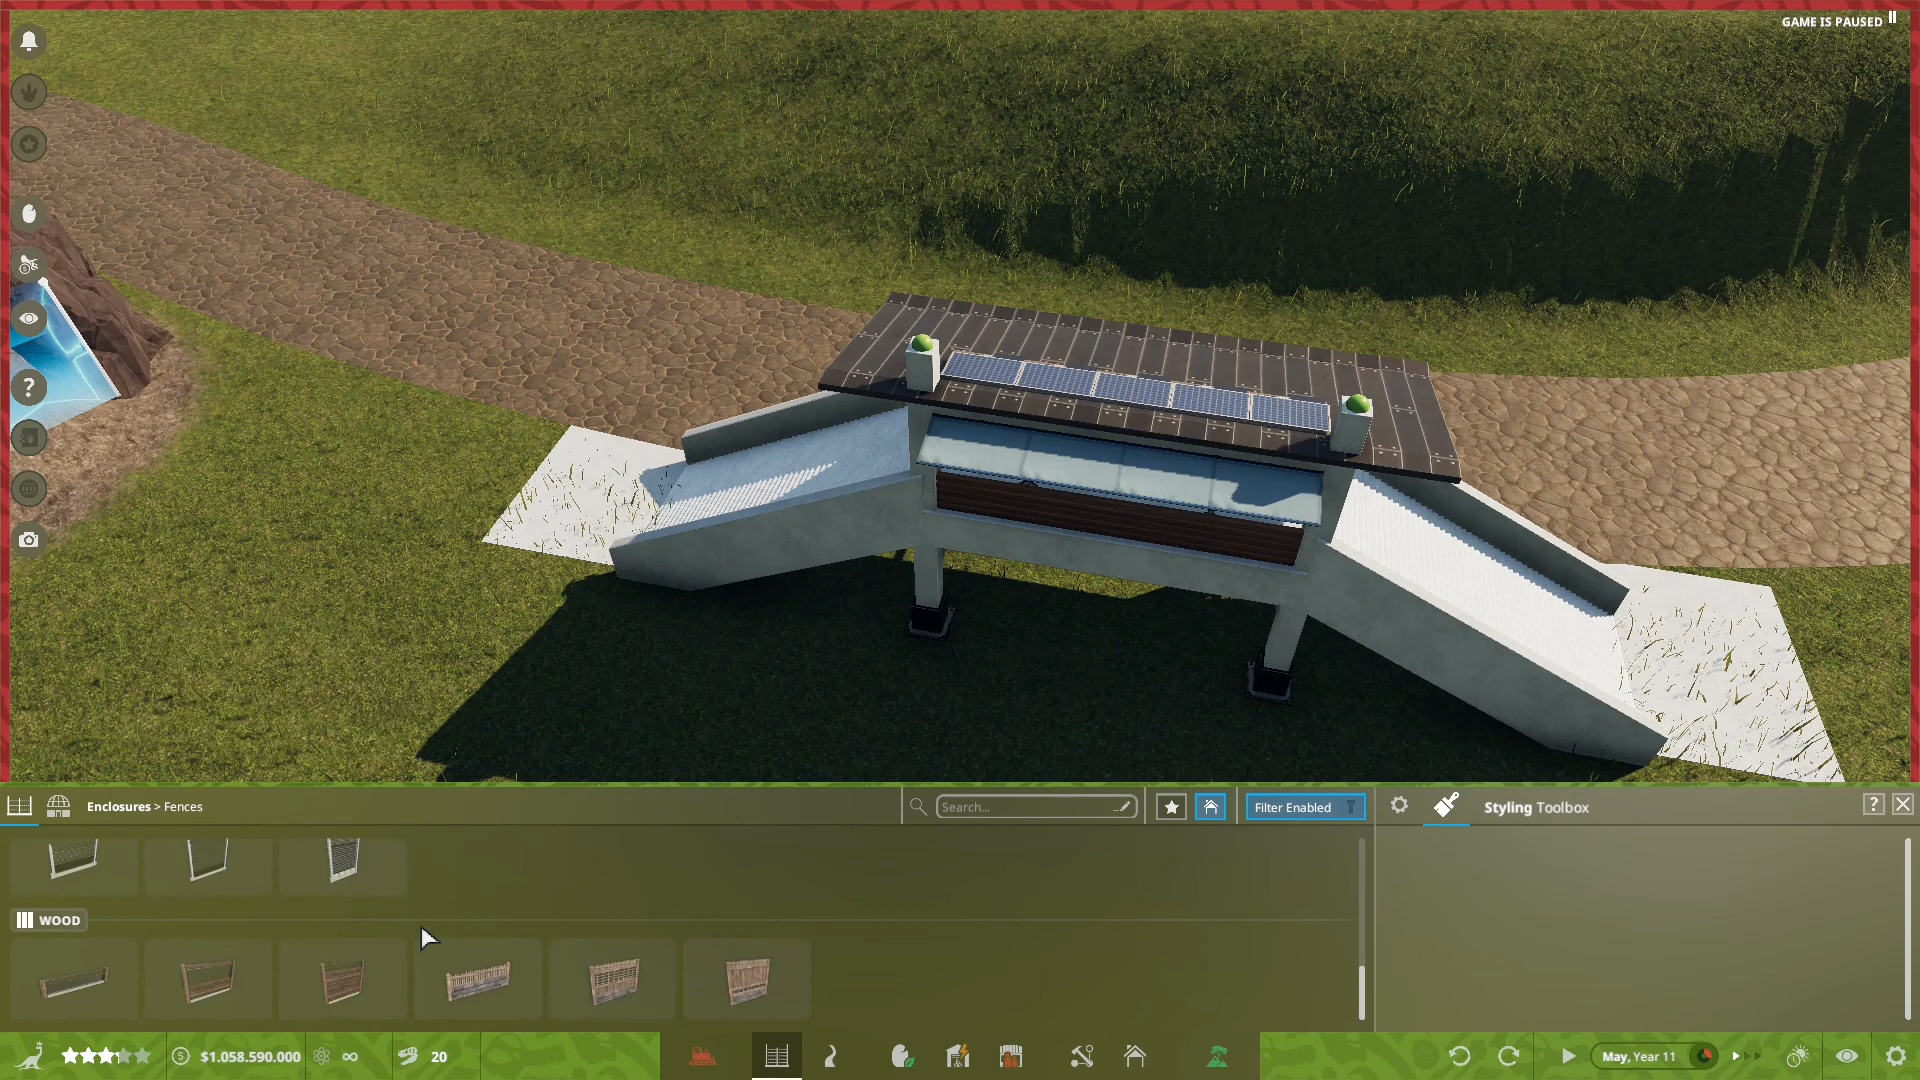 GAME IS PAUSED
Enclosures > Fences
Search...
Filter Enabled
Styling Toolbox
?
?
WOOD
$1.058.590.000
∞
20
May, Year 11